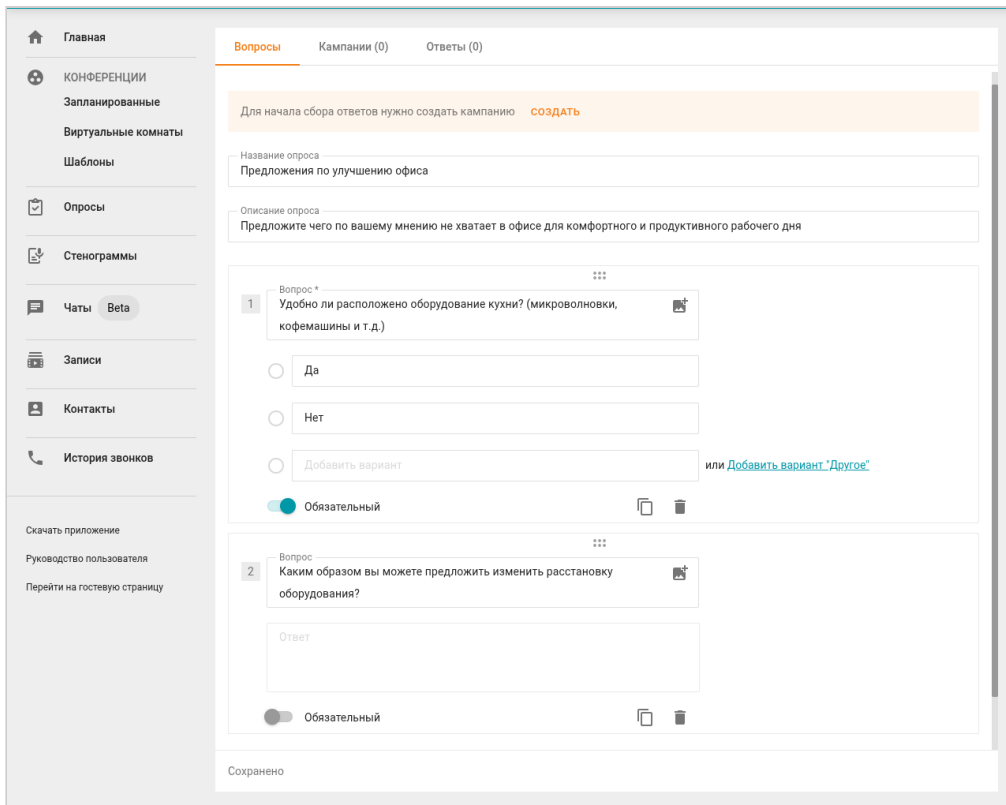 Главная
КОНФЕРЕНЦИИ
Запланированные
Виртуальные комнаты
Шаблоны
Опросы
Стенограммы
Чаты Beta
Записи
Контакты
История звонков
Скачать приложение
Руководство пользователя
Перейти на гостевую страницу
Вопросы Кампании (0) Ответы (0)
Для начала сбора ответов нужно создать кампанию СОЗДАТЬ
Название опроса
Предложения по улучшению офиса
Описание опроса
Предложите чего по вашему мнению не хватает в офисе для комфортного и продуктивного рабочего дня
1
Вопрос *
Удобно ли расположено оборудование кухни? (микроволновки,
кофемашины и т.д.)
Да
Нет
Добавить вариант или Добавить вариант "Другое"
Обязательный
2
Вопрос
Каким образом вы можете предложить изменить расстановку
оборудования?
Ответ
Обязательный
Сохранено